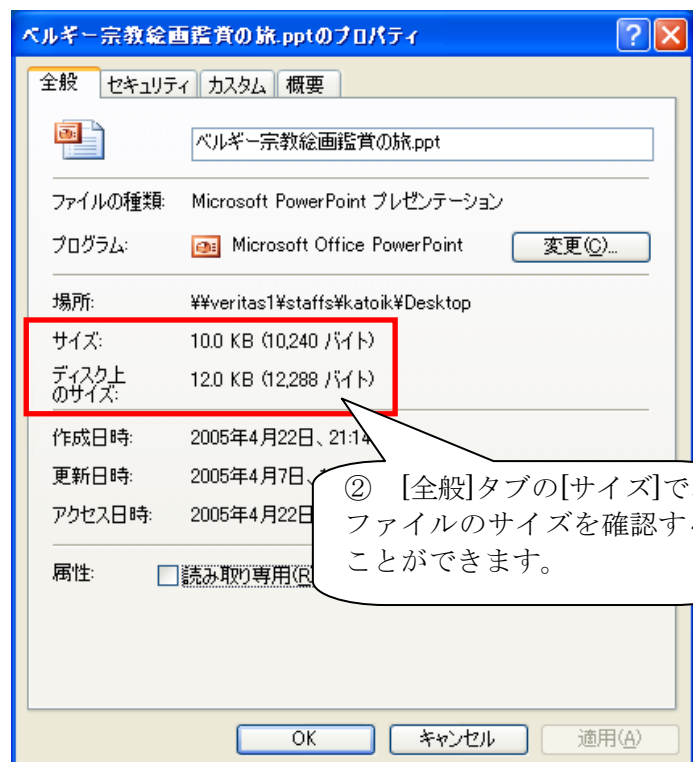 ベルギー宗教絵画鑑賞の旅.pptのプロパティ
全般 セキュリティ カスタム 概要
ベルギー宗教絵画鑑賞の旅.ppt
ファイルの種類: Microsoft PowerPoint プレゼンテーション
プログラム: Microsoft Office PowerPoint 変更(C)...
場所: ¥¥veritas1¥staffs¥katoik¥Desktop
サイズ: 10.0 KB (10,240 バイト)
ディスク上
のサイズ: 12.0 KB (12,288 バイト)
作成日時: 2005年4月22日、21:14
更新日時: 2005年4月7日、
アクセス日時: 2005年4月22日
② [全般]タブの[サイズ]で
ファイルのサイズを確認す
ことができます。
属性: 読み取り専用(R)
OK キャンセル 適用(A)